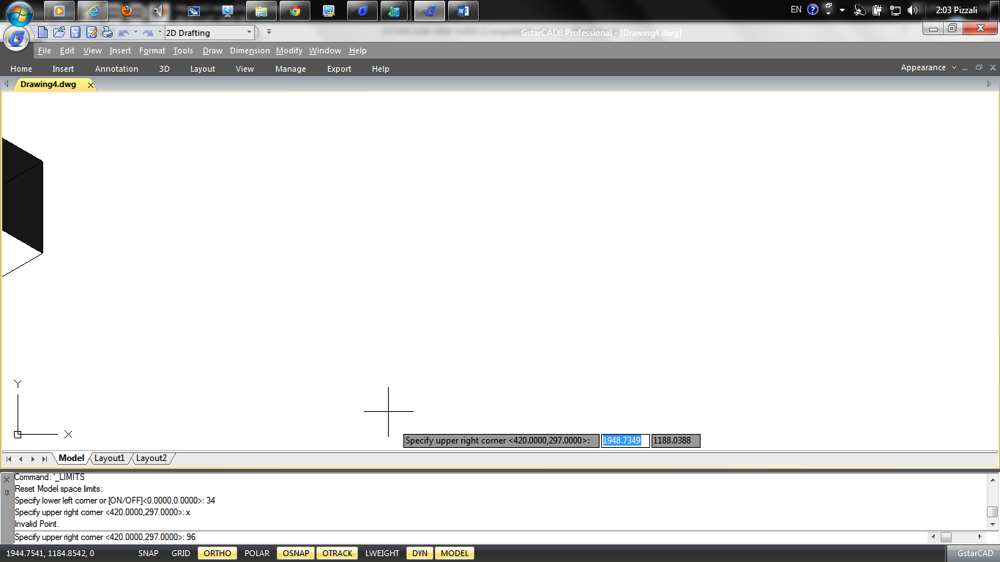 EN 2:03 Pizzali
2D Drafting GstarCAD8 Professional - [Drawing4.dwg]
File Edit View Insert Format Tools Draw Dimension Modify Window Help
Home Insert Annotation 3D Layout View Manage Export Help Appearance
Drawing4.dwg
Y
X
Specify upper right corner <420.0000,297.0000>: 1948.7349 1188.0388
Model Layout1 Layout2
Command: '_LIMITS
Reset Model space limits:
Specify lower left corner or [ON/OFF]<0.0000,0.0000>: 34
Specify upper right corner <420.0000,297.0000>: x
Invalid Point.
Specify upper right corner <420.0000,297.0000>: 96
1944.7541, 1184.8542, 0 SNAP GRID ORTHO POLAR OSNAP OTRACK LWEIGHT DYN MODEL GstarCAD